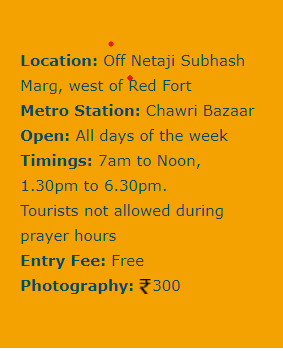 Location: Off Netaji Subhash
Marg, west of Red Fort
Metro Station: Chawri Bazaar
Open: All days of the week
Timings: 7am to Noon,
1.30pm to 6.30pm.
Tourists not allowed during
prayer hours
Entry Fee: Free
Photography: ₹300